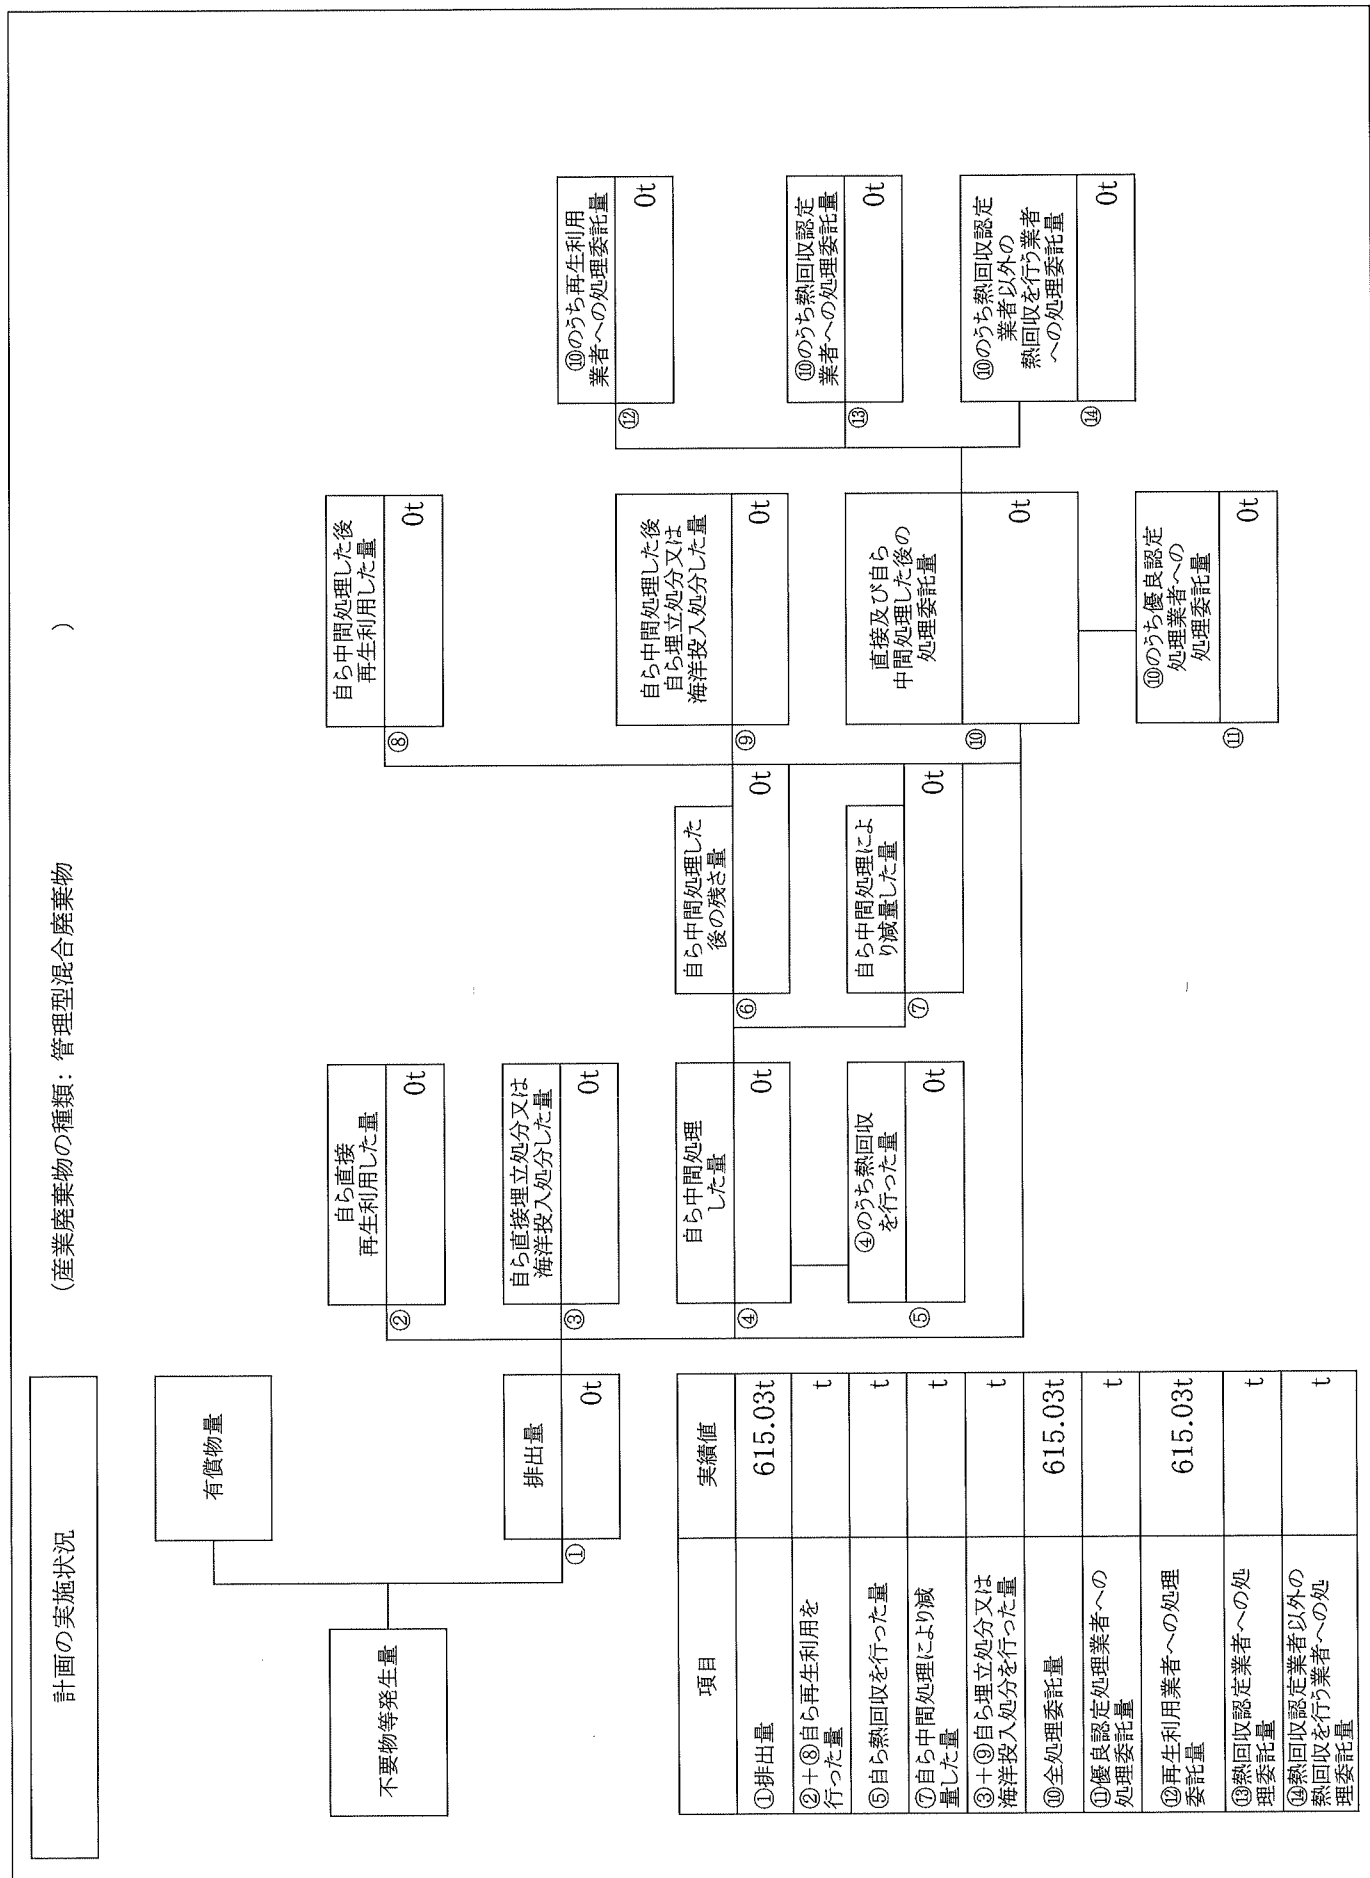 計画の実施状況
(産業廃棄物の種類: 管理型混合廃棄物 )
有償物量
不要物等発生量
排出量
①
0t
自ら直接
再生利用した量
②
0t
自ら直接埋立処分又は
海洋投入処分した量
③
0t
自ら中間処理
した量
④
0t
④のうち熱回収
を行った量
⑤
0t
自ら中間処理した
後の残さ量
⑥
0t
自ら中間処理によ
り減量した量
⑦
0t
自ら中間処理した後
再生利用した量
⑧
0t
自ら中間処理した後
自ら埋立処分又は
海洋投入処分した量
⑨
0t
直接及び自ら
中間処理した後の
処理委託量
⑩
0t
⑩のうち優良認定
処理業者への
処理委託量
⑪
0t
⑩のうち再生利用
業者への処理委託量
⑫
0t
⑩のうち熱回収認定
業者への処理委託量
⑬
0t
⑩のうち熱回収認定
業者以外の
熱回収を行う業者
への処理委託量
⑭
0t
項目 実績値
①排出量 615.03t
②+⑧自ら再生利用を
行った量 t
⑤自ら熱回収を行った量 t
⑦自ら中間処理により減
量した量 t
③+⑨自ら埋立処分又は
海洋投入処分を行った量 t
⑩全処理委託量 615.03t
⑪優良認定処理業者への
処理委託量 t
⑫再生利用業者への処理
委託量 615.03t
⑬熱回収認定業者への処
理委託量 t
⑭熱回収認定業者以外の
熱回収を行う業者への処
理委託量 t